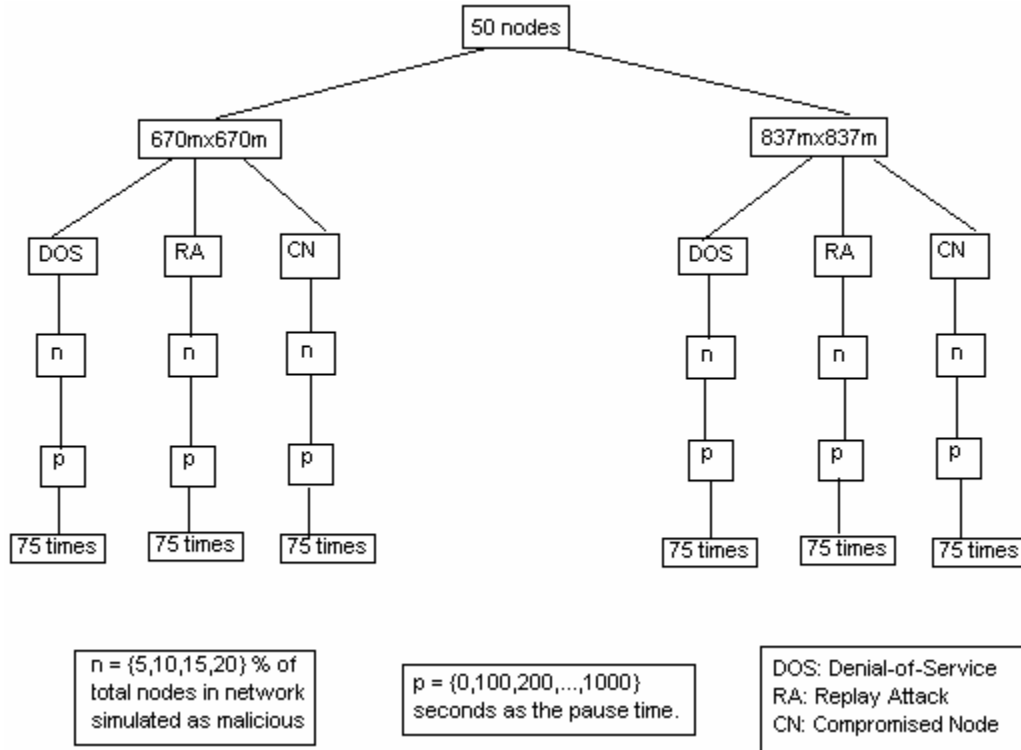 50 nodes
670mx670m
837mx837m
DOS
RA
CN
DOS
RA
CN
n
n
n
n
n
n
p
p
p
p
p
p
75 times
75 times
75 times
75 times
75 times
75 times
n = {5,10,15,20} % of
total nodes in network
simulated as malicious
p = {0,100,200,...,1000}
seconds as the pause time.
DOS: Denial-of-Service
RA: Replay Attack
CN: Compromised Node